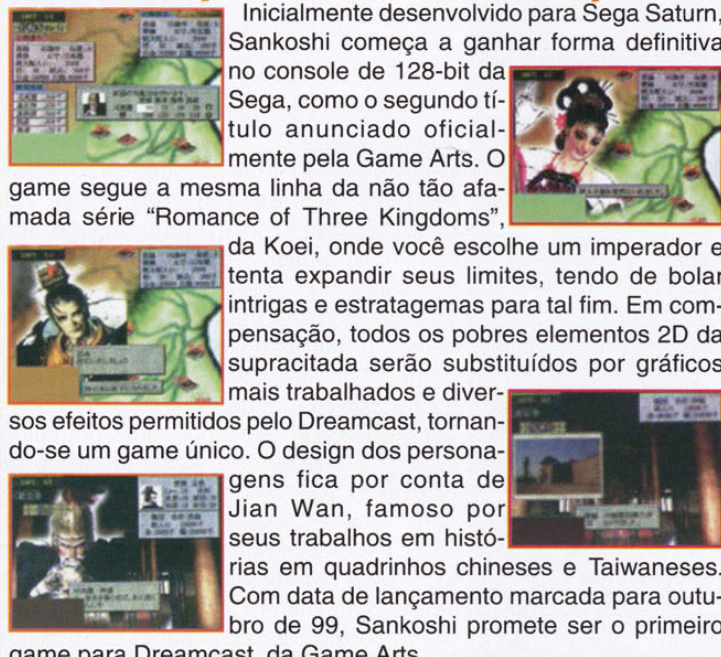 Inicialmente desenvolvido para Sega Saturn,
Sankoshi começa a ganhar forma definitiva
no console de 128-bit da
Sega, como o segundo tí-
tulo anunciado oficial-
mente pela Game Arts. O
game segue a mesma linha da não tão afa-
mada série “Romance of Three Kingdoms”,
da Koei, onde você escolhe um imperador e
tenta expandir seus limites, tendo de bolar
intrigas e estratagemas para tal fim. Em com-
pensação, todos os pobres elementos 2D da
supracitada serão substituídos por gráficos
mais trabalhados e diver-
sos efeitos permitidos pelo Dreamcast, tornan-
do-se um game único. O design dos persona-
gens fica por conta de
Jian Wan, famoso por
seus trabalhos em histó-
rias em quadrinhos chineses e Taiwaneses.
Com data de lançamento marcada para outu-
bro de 99, Sankoshi promete ser o primeiro
game para Dreamcast da Game Arts